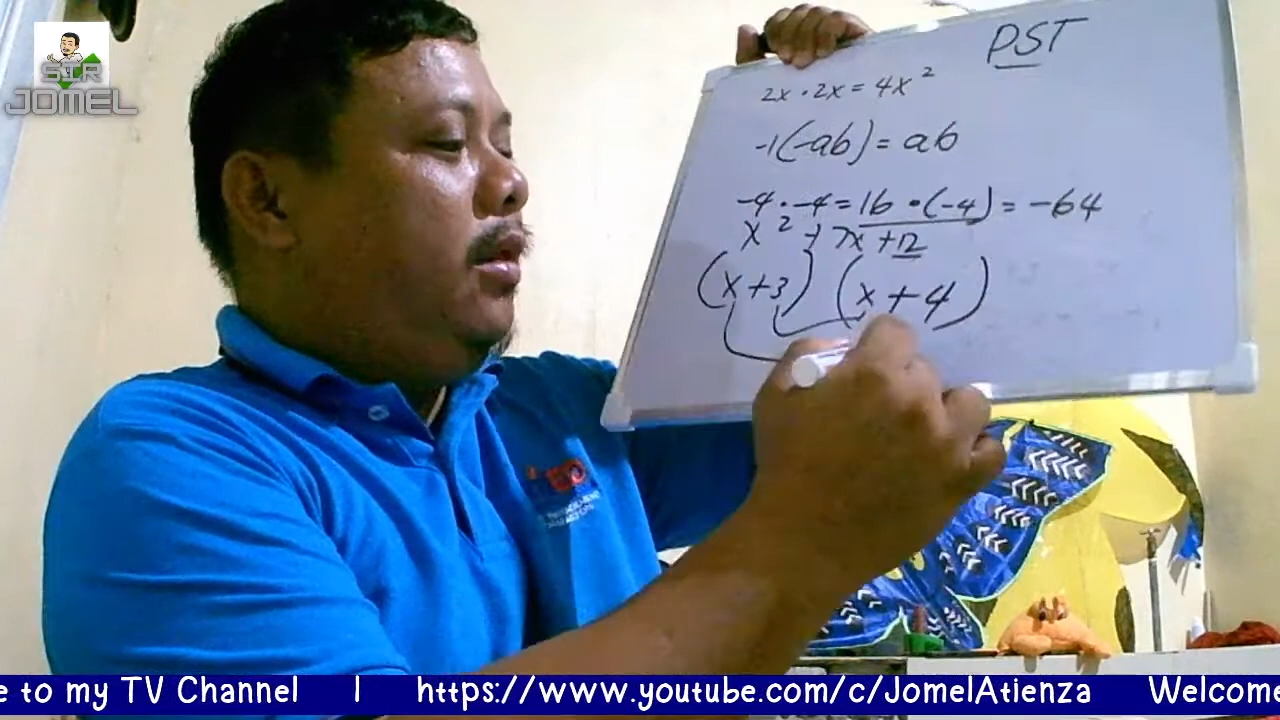 SIR
JOMEL
PST
2x · 2x = 4x²
-1(-ab) = ab
-4 · -4 = 16 · (-4) = -64
x² + 7x + 12
(x + 3) (x + 4)
e to my TV Channel | https://www.youtube.com/c/JomelAtienza Welcome